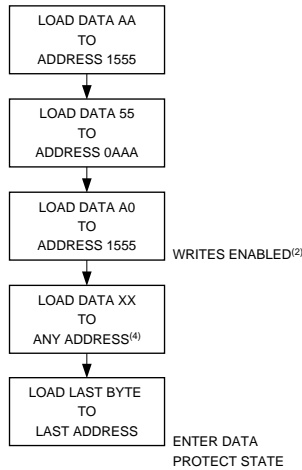 LOAD DATA AA
TO
ADDRESS 1555
LOAD DATA 55
TO
ADDRESS 0AAA
LOAD DATA A0
TO
ADDRESS 1555
WRITES ENABLED(2)
LOAD DATA XX
TO
ANY ADDRESS(4)
LOAD LAST BYTE
TO
LAST ADDRESS
ENTER DATA
PROTECT STATE